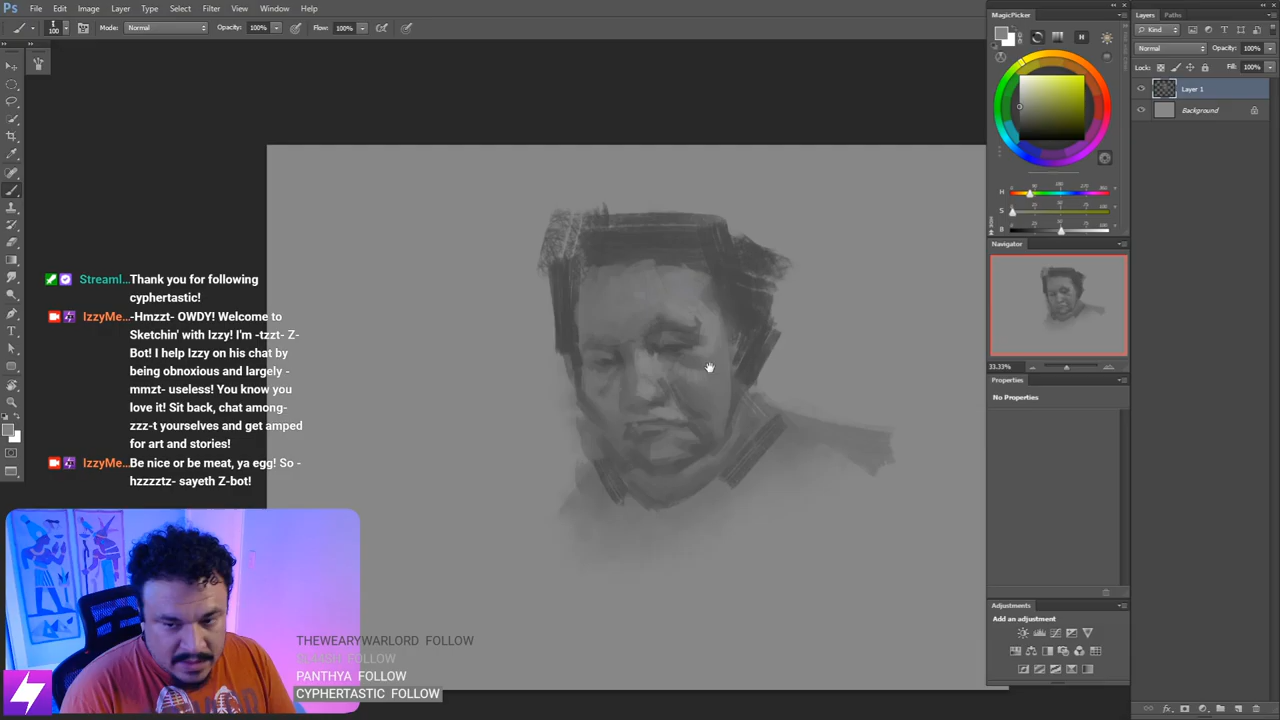 Ps File Edit Image Layer Type Select Filter View Window Help
100 Mode: Normal Opacity: 100% Flow: 100%
MagicPicker
H
H
S
B
Navigator
33.33%
Properties
No Properties
Adjustments
Add an adjustment
Layers Paths
Kind
Normal Opacity: 100%
Lock: Fill: 100%
Layer 1
Background
Streaml... Thank you for following
cyphertastic!
IzzyMe... -Hmzzt- OWDY! Welcome to
Sketchin' with Izzy! I'm -tzzt- Z-
Bot! I help Izzy on his chat by
being obnoxious and largely -
mmzt- useless! You know you
love it! Sit back, chat among-
zzz-t yourselves and get amped
for art and stories!
IzzyMe... Be nice or be meat, ya egg! So -
hzzzztz- sayeth Z-bot!
THEWEARYWARLORD FOLLOW
FOLLOW
PANTHYA FOLLOW
CYPHERTASTIC FOLLOW